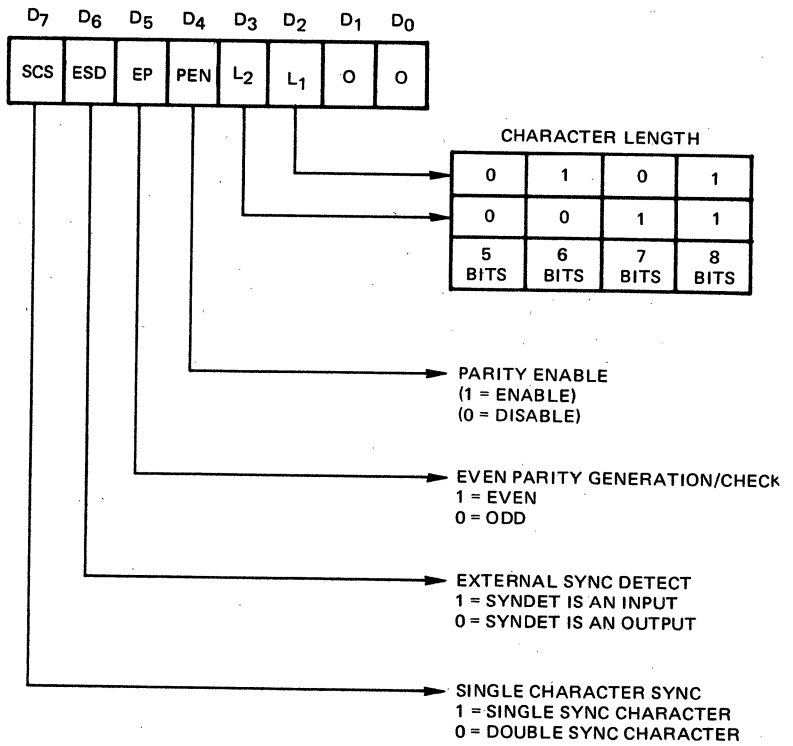 D7 D6 D5 D4 D3 D2 D1 D0
SCS ESD EP PEN L2 L1 0 0
CHARACTER LENGTH
0 1 0 1
0 0 1 1
5 BITS 6 BITS 7 BITS 8 BITS
PARITY ENABLE
(1 = ENABLE)
(0 = DISABLE)
EVEN PARITY GENERATION/CHECK
1 = EVEN
0 = ODD
EXTERNAL SYNC DETECT
1 = SYNDET IS AN INPUT
0 = SYNDET IS AN OUTPUT
SINGLE CHARACTER SYNC
1 = SINGLE SYNC CHARACTER
0 = DOUBLE SYNC CHARACTER